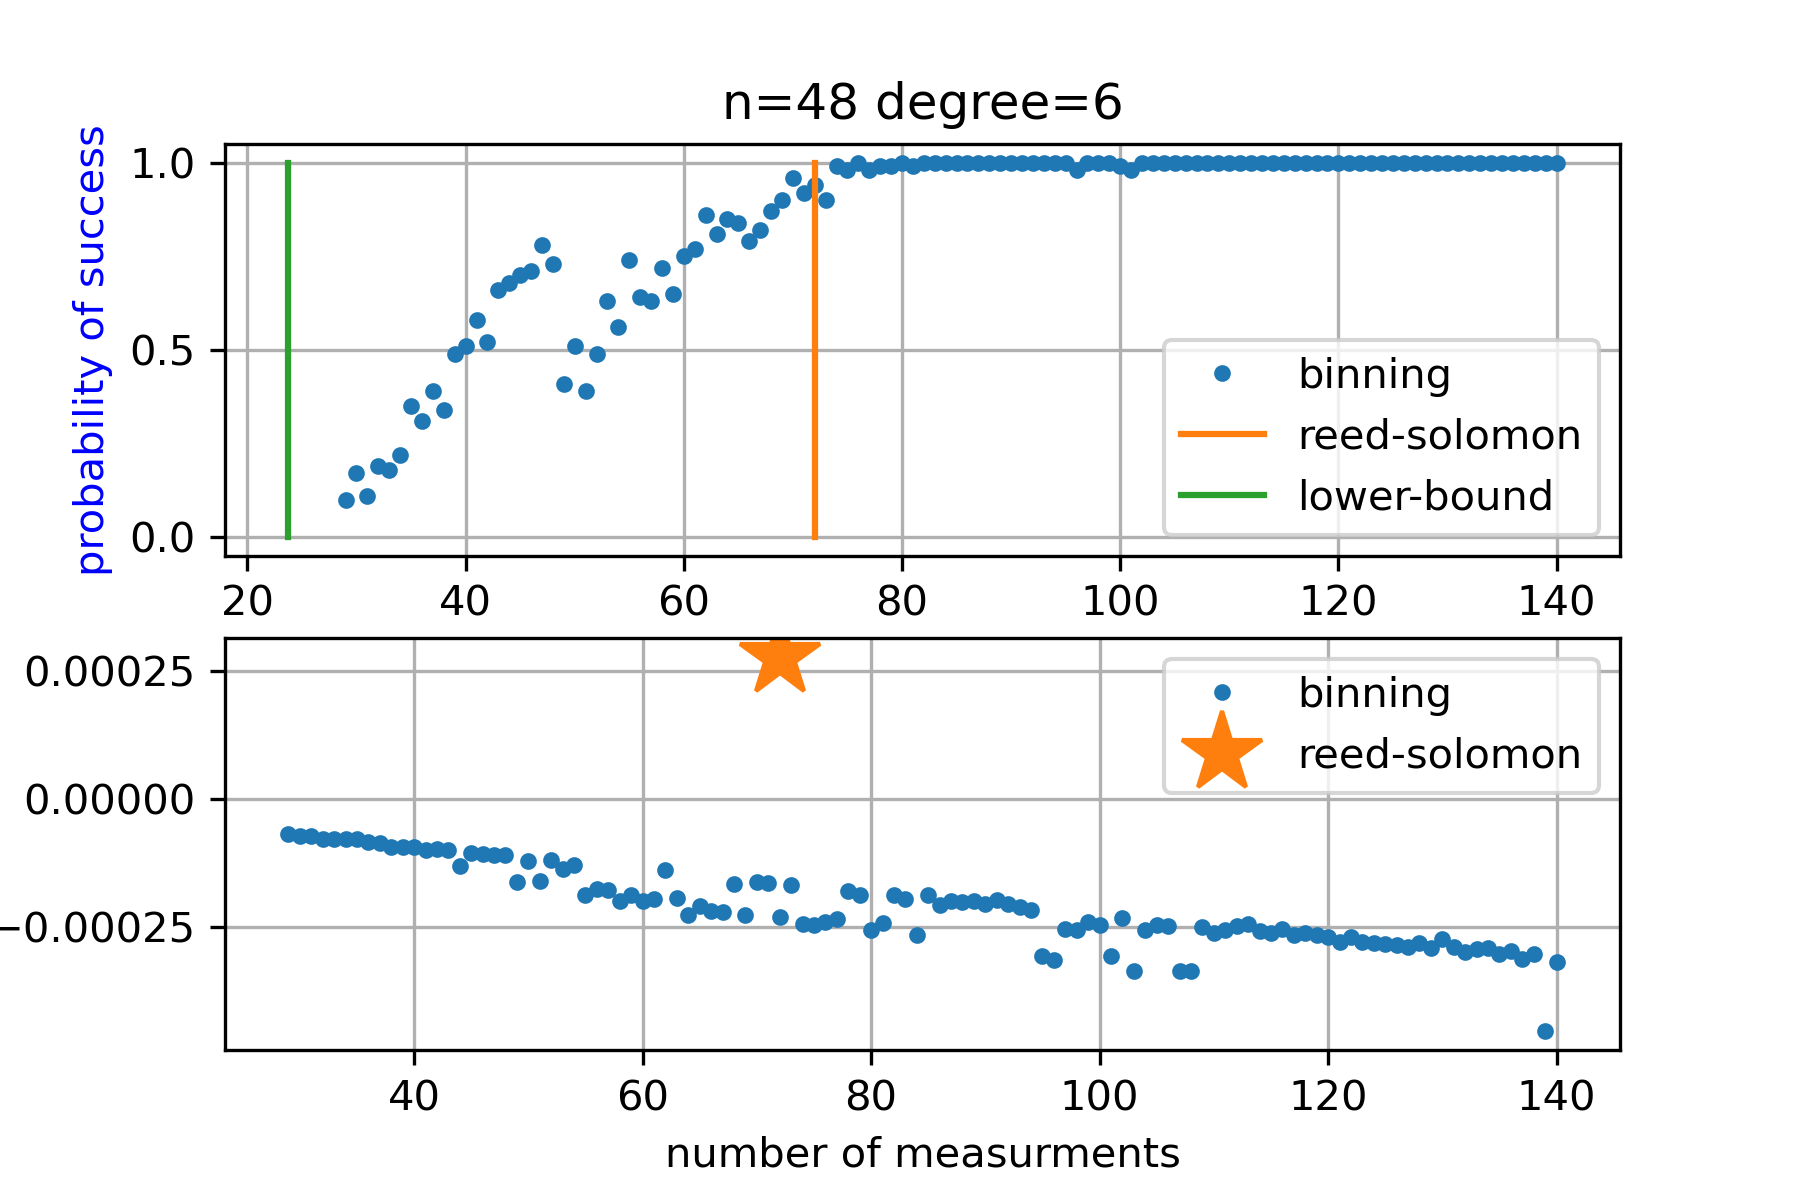 n=48 degree=6
probability of success
1.0
0.5
0.0
binning
reed-solomon
lower-bound
20 40 60 80 100 120 140
0.00025
0.00000
−0.00025
binning
reed-solomon
40 60 80 100 120 140
number of measurments